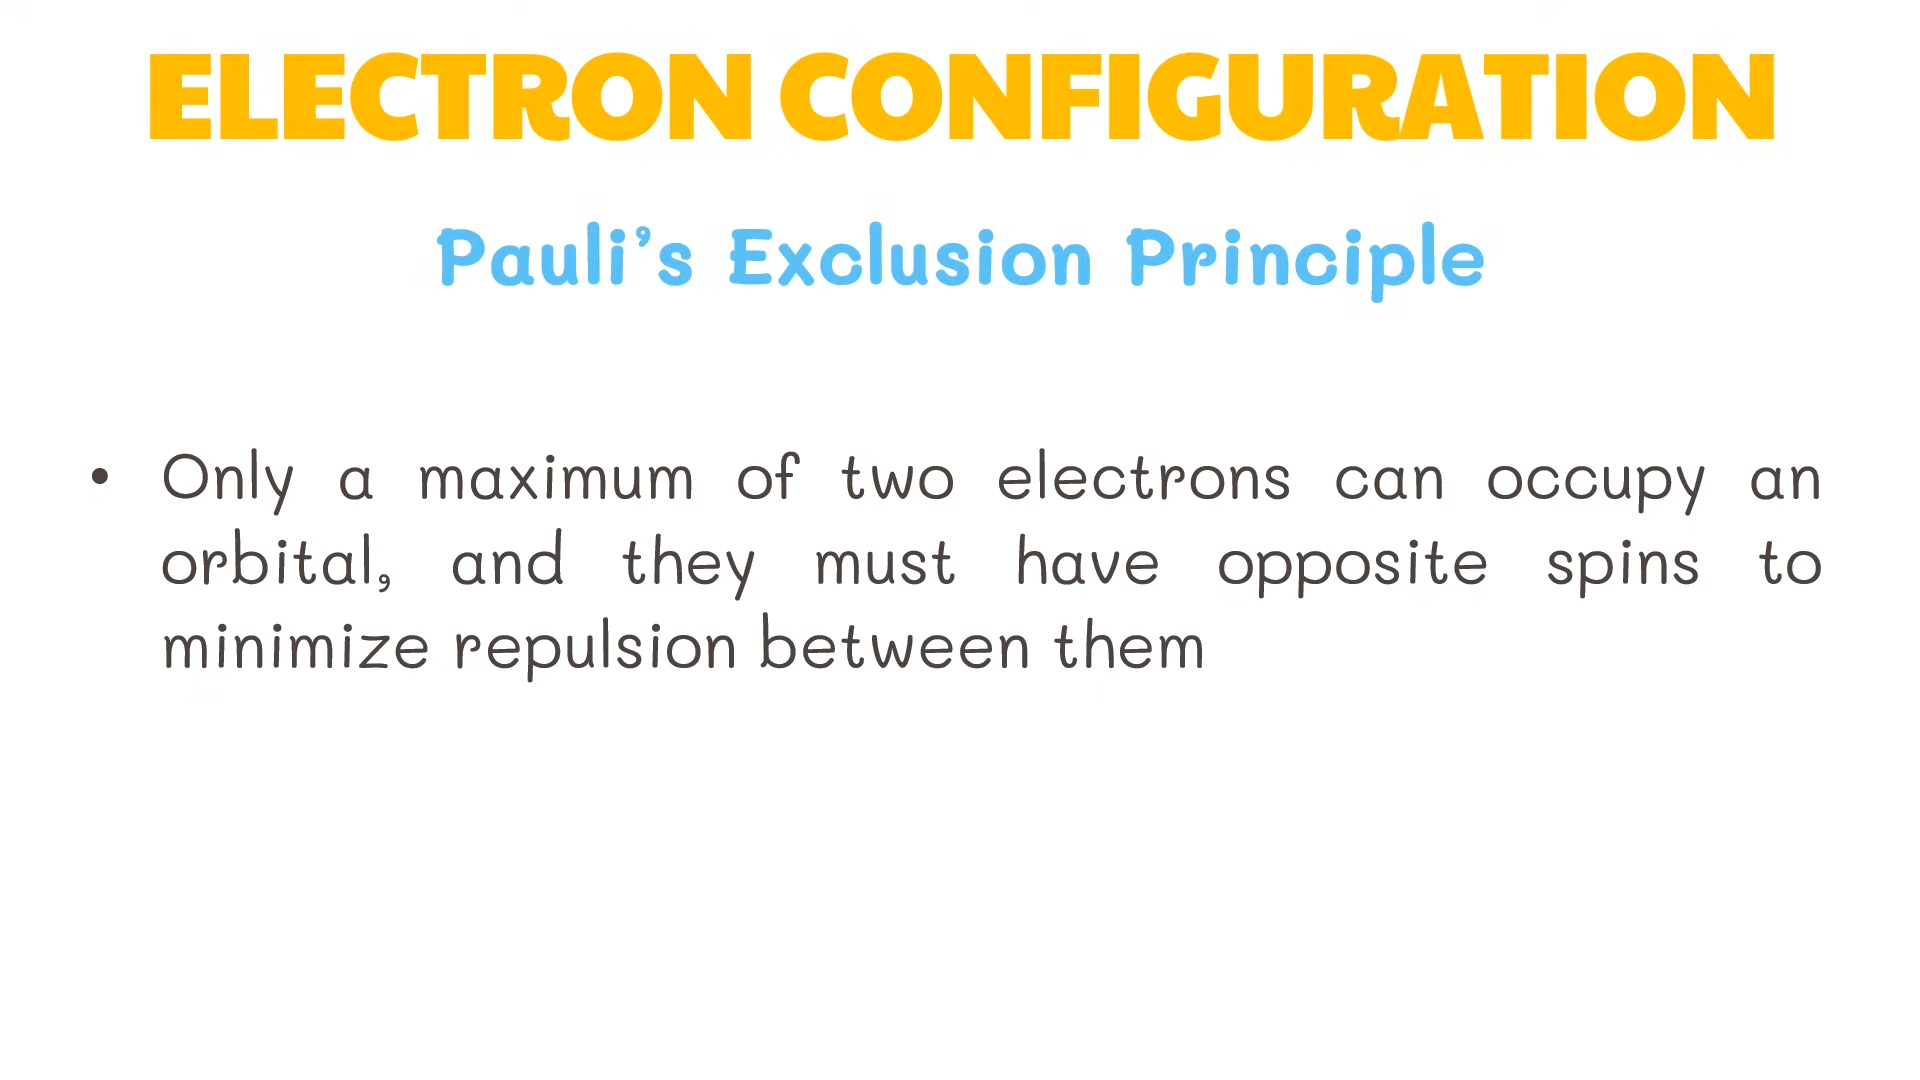 ELECTRON CONFIGURATION
Pauli’s Exclusion Principle
• Only a maximum of two electrons can occupy an
orbital, and they must have opposite spins to
minimize repulsion between them